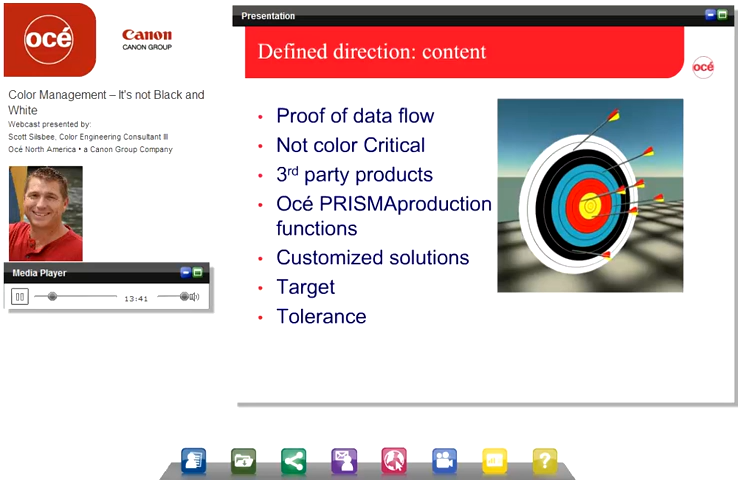 océ
Canon
CANON GROUP
Color Management – It's not Black and
White
Webcast presented by:
Scott Silsbee, Color Engineering Consultant III
Océ North America • a Canon Group Company
Media Player
13:41
Presentation
Defined direction: content
océ
• Proof of data flow
• Not color Critical
• 3rd party products
• Océ PRISMAproduction
functions
• Customized solutions
• Target
• Tolerance
?